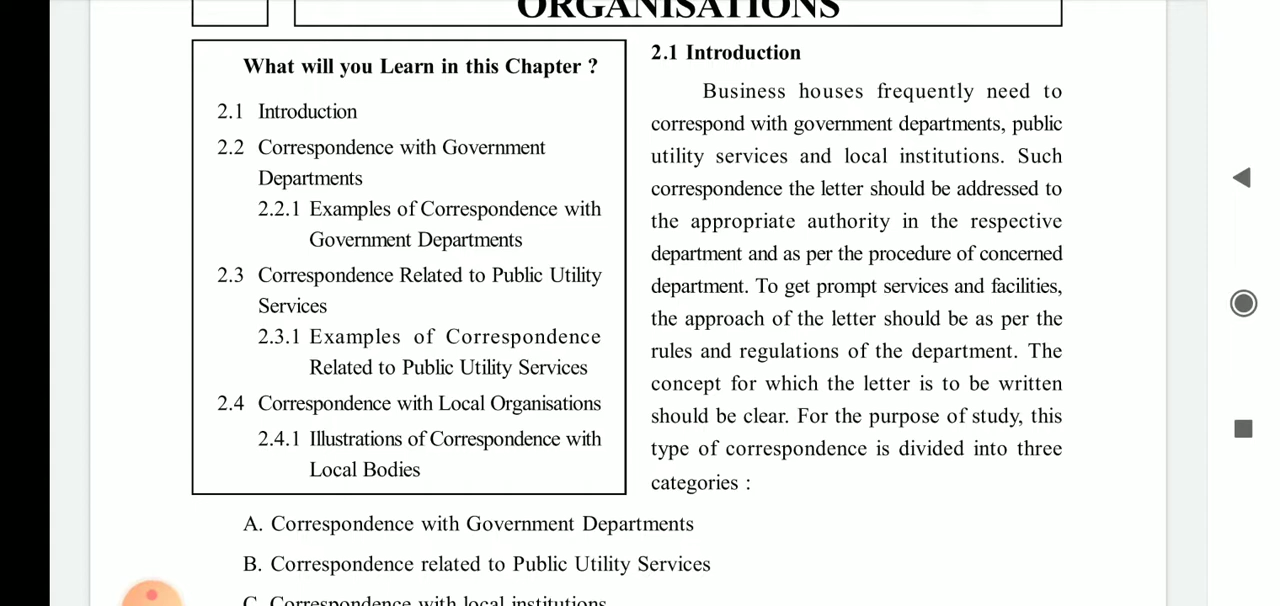 ORGANISATIONS
What will you Learn in this Chapter ?
2.1 Introduction
2.2 Correspondence with Government
Departments
2.2.1 Examples of Correspondence with
Government Departments
2.3 Correspondence Related to Public Utility
Services
2.3.1 Examples of Correspondence
Related to Public Utility Services
2.4 Correspondence with Local Organisations
2.4.1 Illustrations of Correspondence with
Local Bodies
2.1 Introduction
Business houses frequently need to
correspond with government departments, public
utility services and local institutions. Such
correspondence the letter should be addressed to
the appropriate authority in the respective
department and as per the procedure of concerned
department. To get prompt services and facilities,
the approach of the letter should be as per the
rules and regulations of the department. The
concept for which the letter is to be written
should be clear. For the purpose of study, this
type of correspondence is divided into three
categories :
A. Correspondence with Government Departments
B. Correspondence related to Public Utility Services
C. Correspondence with local institutions